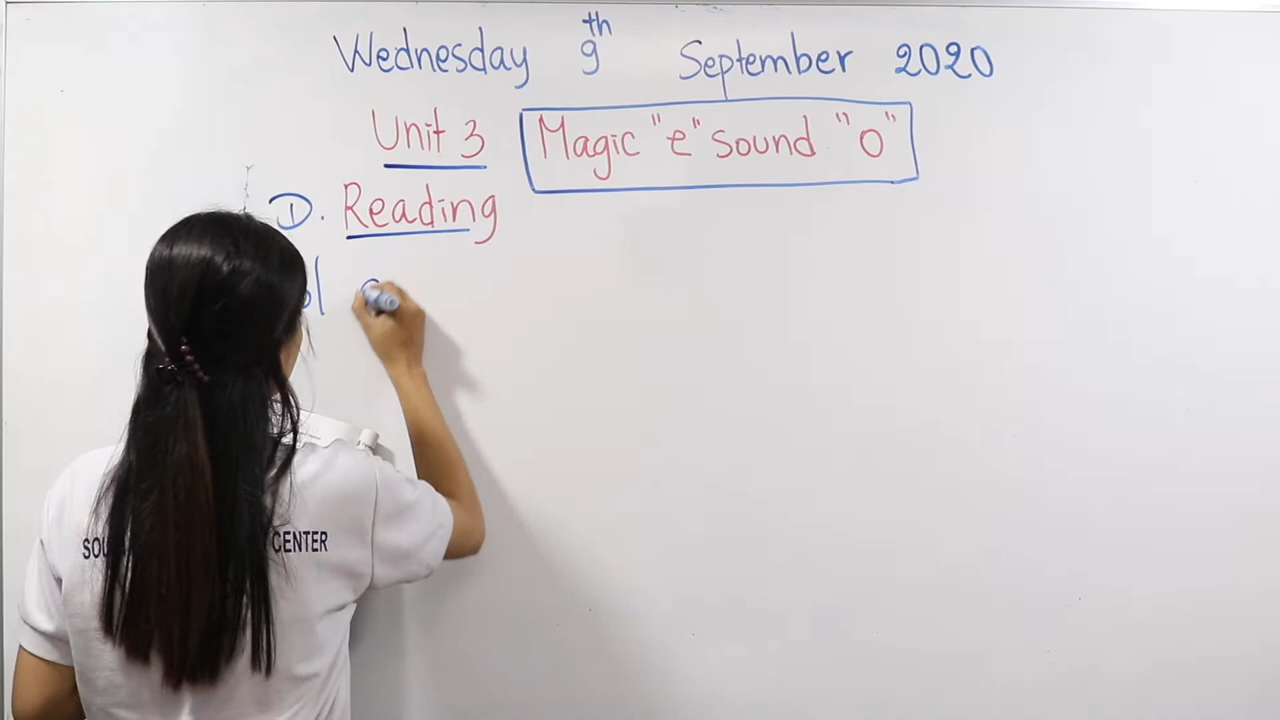 Wednesday 9th September 2020
Unit 3 Magic "e" sound "o"
D. Reading
CENTER